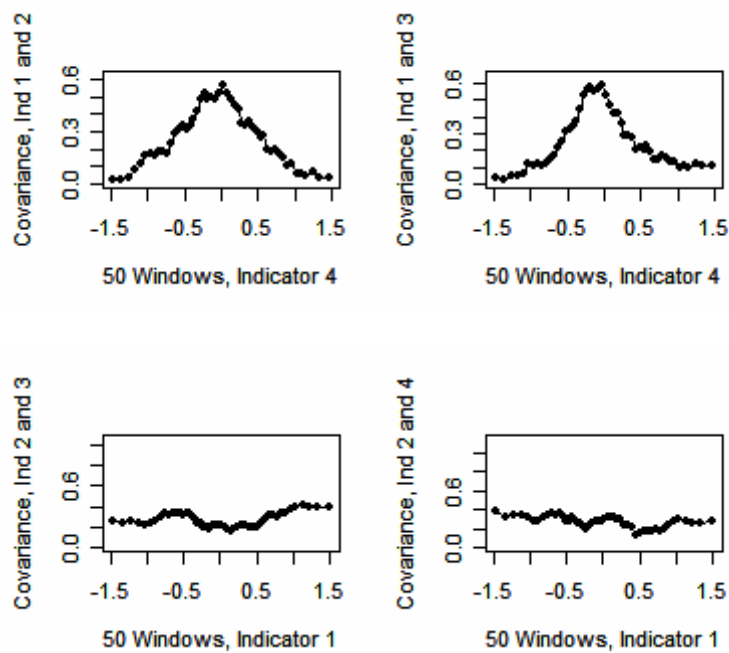 Covariance, Ind 1 and 2
0.6
0.3
0.0
-1.5 -0.5 0.5 1.5
50 Windows, Indicator 4
Covariance, Ind 1 and 3
0.6
0.3
0.0
-1.5 -0.5 0.5 1.5
50 Windows, Indicator 4
Covariance, Ind 2 and 3
0.6
0.0
-1.5 -0.5 0.5 1.5
50 Windows, Indicator 1
Covariance, Ind 2 and 4
0.6
0.0
-1.5 -0.5 0.5 1.5
50 Windows, Indicator 1